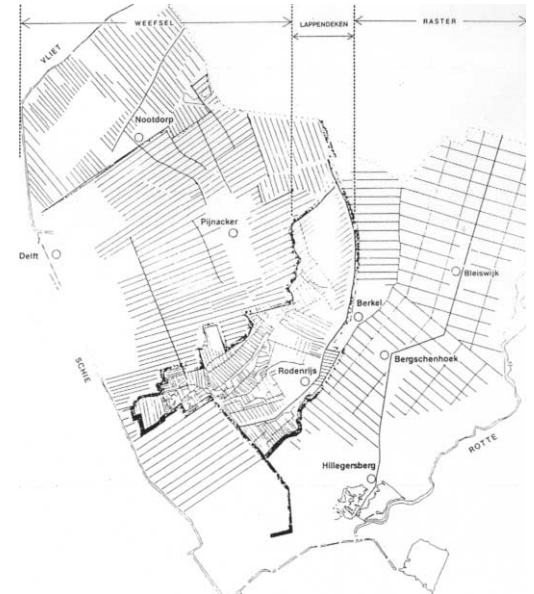 WEEFSEL
LAPPENDEKEN
RASTER
VLIET
Nootdorp
Pijnacker
Delft
Bleiswijk
Berkel
SCHIE
Bergschenhoek
Rodenrijs
Hillegersberg
ROTTE